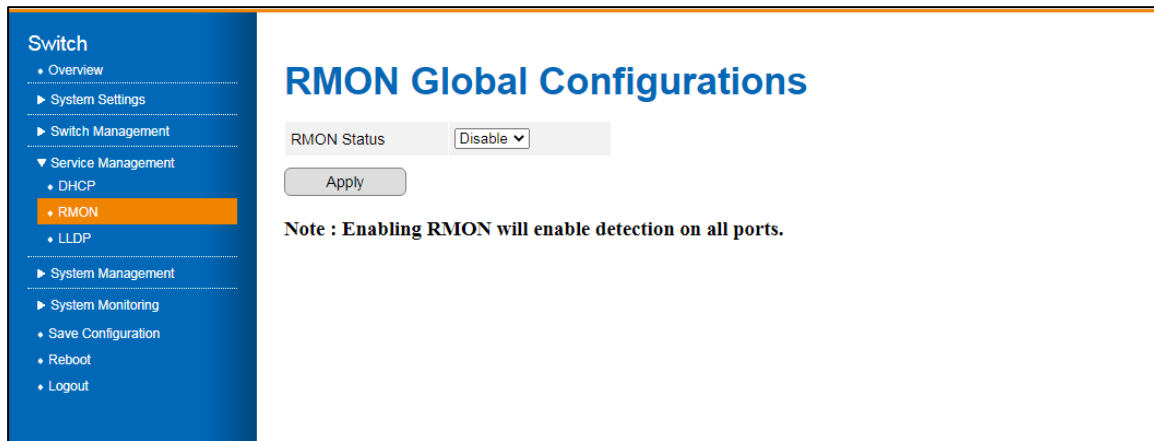 Switch
Overview
System Settings
Switch Management
Service Management
DHCP
RMON
LLDP
System Management
System Monitoring
Save Configuration
Reboot
Logout
RMON Global Configurations
RMON Status Disable
Apply
Note : Enabling RMON will enable detection on all ports.